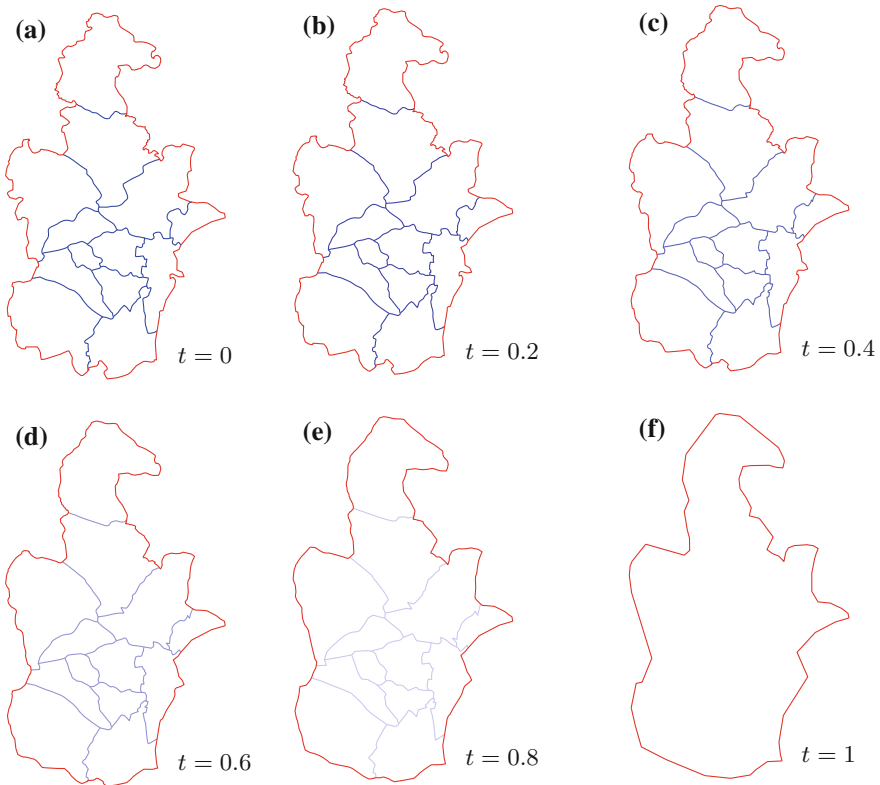 (a)
t = 0
(b)
t = 0.2
(c)
t = 0.4
(d)
t = 0.6
(e)
t = 0.8
(f)
t = 1